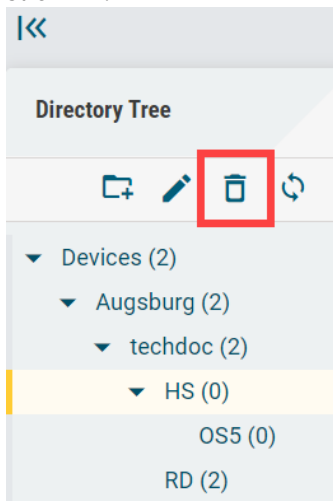 Directory Tree
Devices (2)
Augsburg (2)
techdoc (2)
HS (0)
OS5 (0)
RD (2)